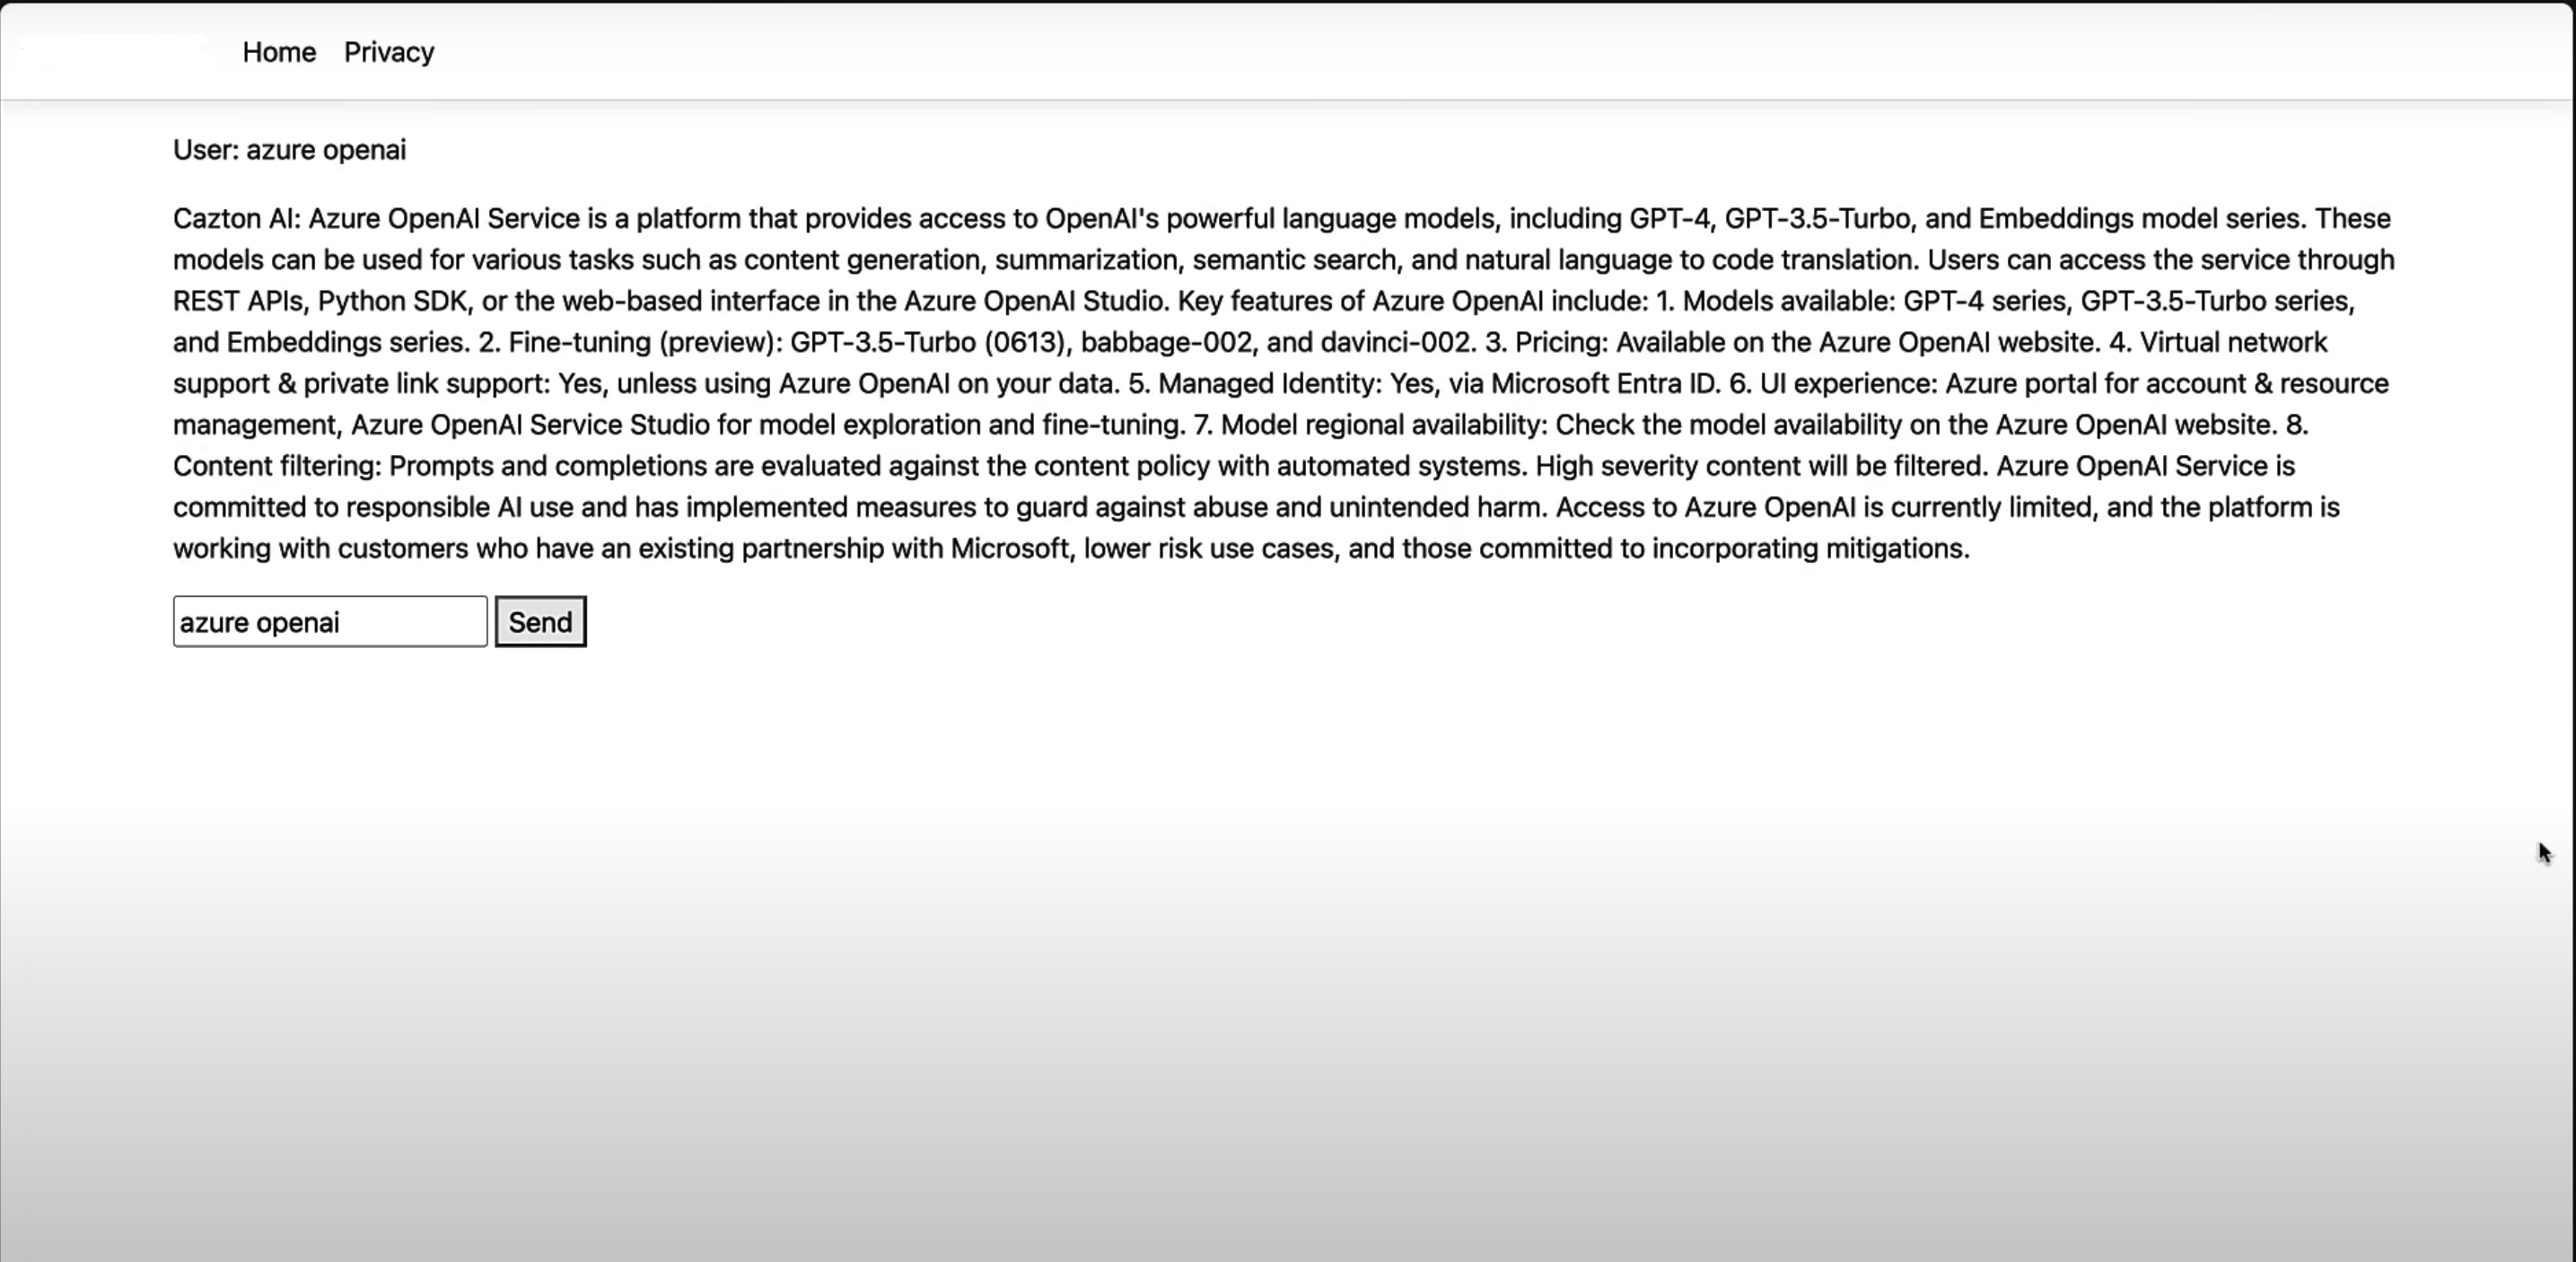 Home Privacy
User: azure openai
Cazton AI: Azure OpenAI Service is a platform that provides access to OpenAI's powerful language models, including GPT-4, GPT-3.5-Turbo, and Embeddings model series. These
models can be used for various tasks such as content generation, summarization, semantic search, and natural language to code translation. Users can access the service through
REST APIs, Python SDK, or the web-based interface in the Azure OpenAI Studio. Key features of Azure OpenAI include: 1. Models available: GPT-4 series, GPT-3.5-Turbo series,
and Embeddings series. 2. Fine-tuning (preview): GPT-3.5-Turbo (0613), babbage-002, and davinci-002. 3. Pricing: Available on the Azure OpenAI website. 4. Virtual network
support & private link support: Yes, unless using Azure OpenAI on your data. 5. Managed Identity: Yes, via Microsoft Entra ID. 6. UI experience: Azure portal for account & resource
management, Azure OpenAI Service Studio for model exploration and fine-tuning. 7. Model regional availability: Check the model availability on the Azure OpenAI website. 8.
Content filtering: Prompts and completions are evaluated against the content policy with automated systems. High severity content will be filtered. Azure OpenAI Service is
committed to responsible AI use and has implemented measures to guard against abuse and unintended harm. Access to Azure OpenAI is currently limited, and the platform is
working with customers who have an existing partnership with Microsoft, lower risk use cases, and those committed to incorporating mitigations.
azure openai Send